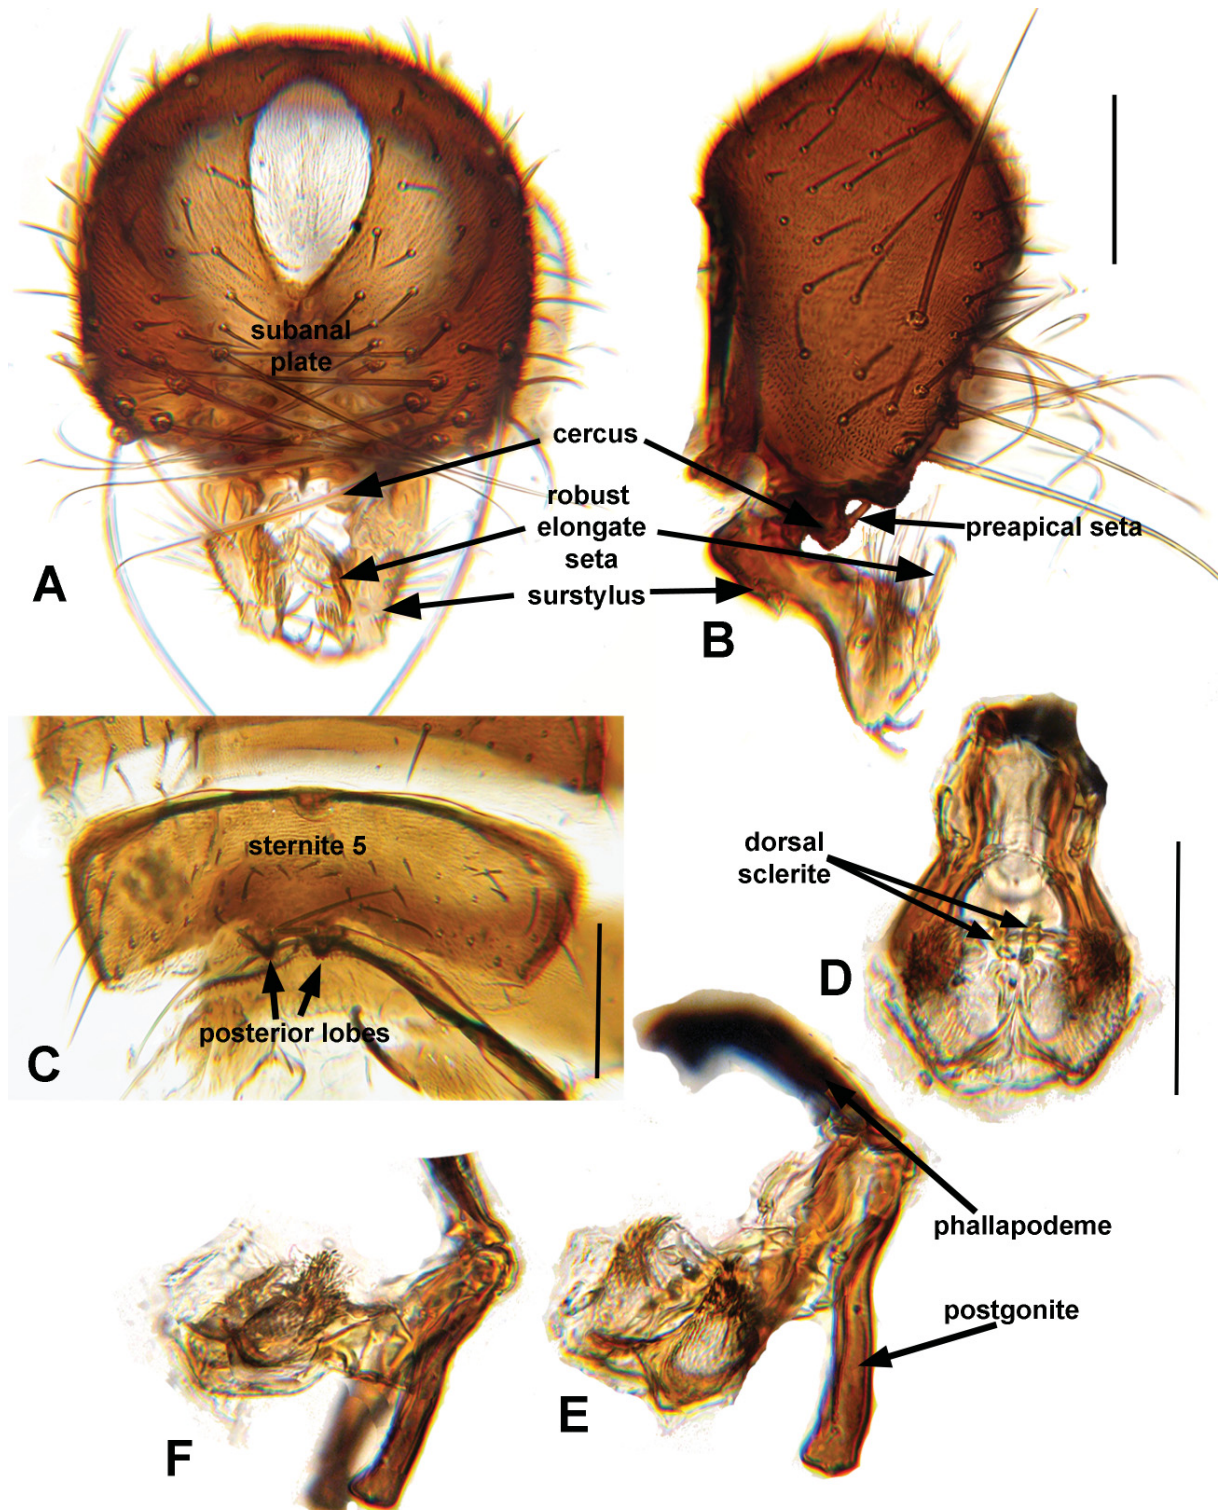 subanal
plate
cercus
robust
elongate
seta
preapical seta
surstylus
A
B
sternite 5
posterior lobes
C
dorsal
sclerite
D
phallapodeme
postgonite
E
F